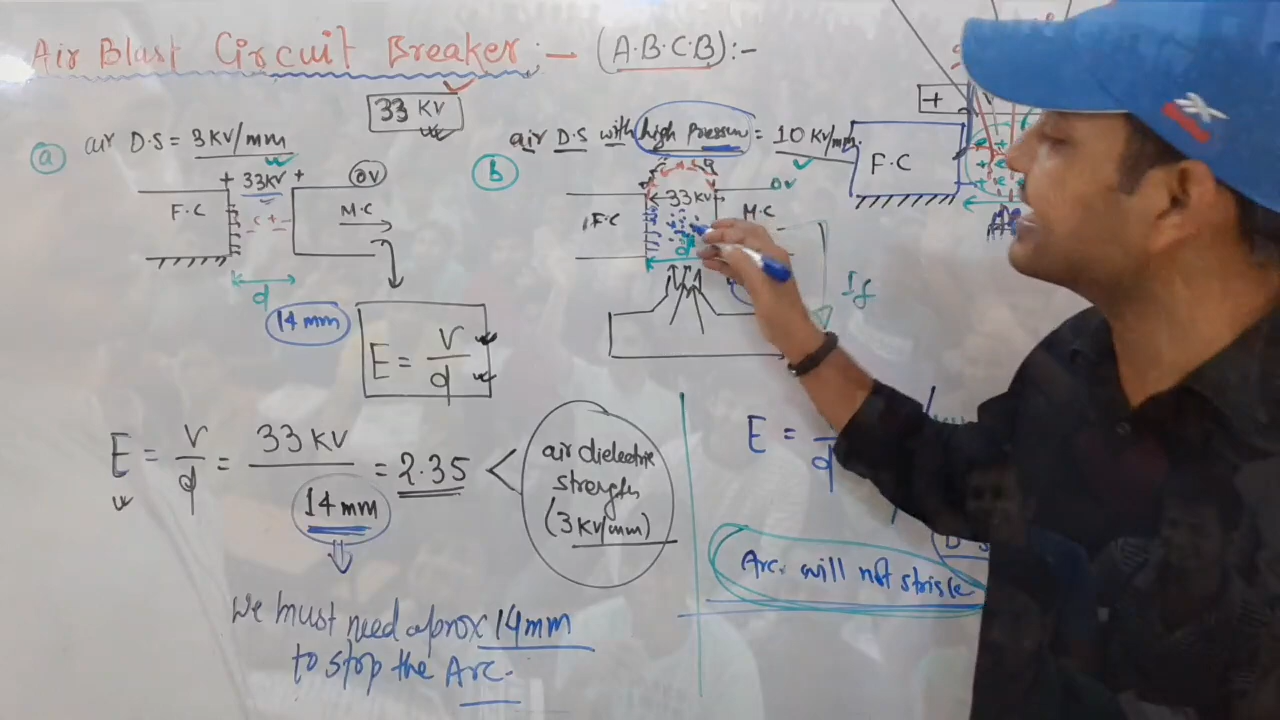 Air Blast Circuit Breaker :- (A.B.C.B) :-
33 KV
a air D.S = 3 KV/mm
+ 33KV +
0V
F.C
M.C
d
14 mm
E = V/d
E = V/d = 33 KV / 14 mm = 2.35 < air dielectric strength (3 KV/mm)
We must need aprox 14mm
to stop the Arc.
B air D.S with high Pressure = 10 KV/mm.
33 KV
0V
F.C
M.C
d
If
+
F.C
E =
d
Arc. will not strike